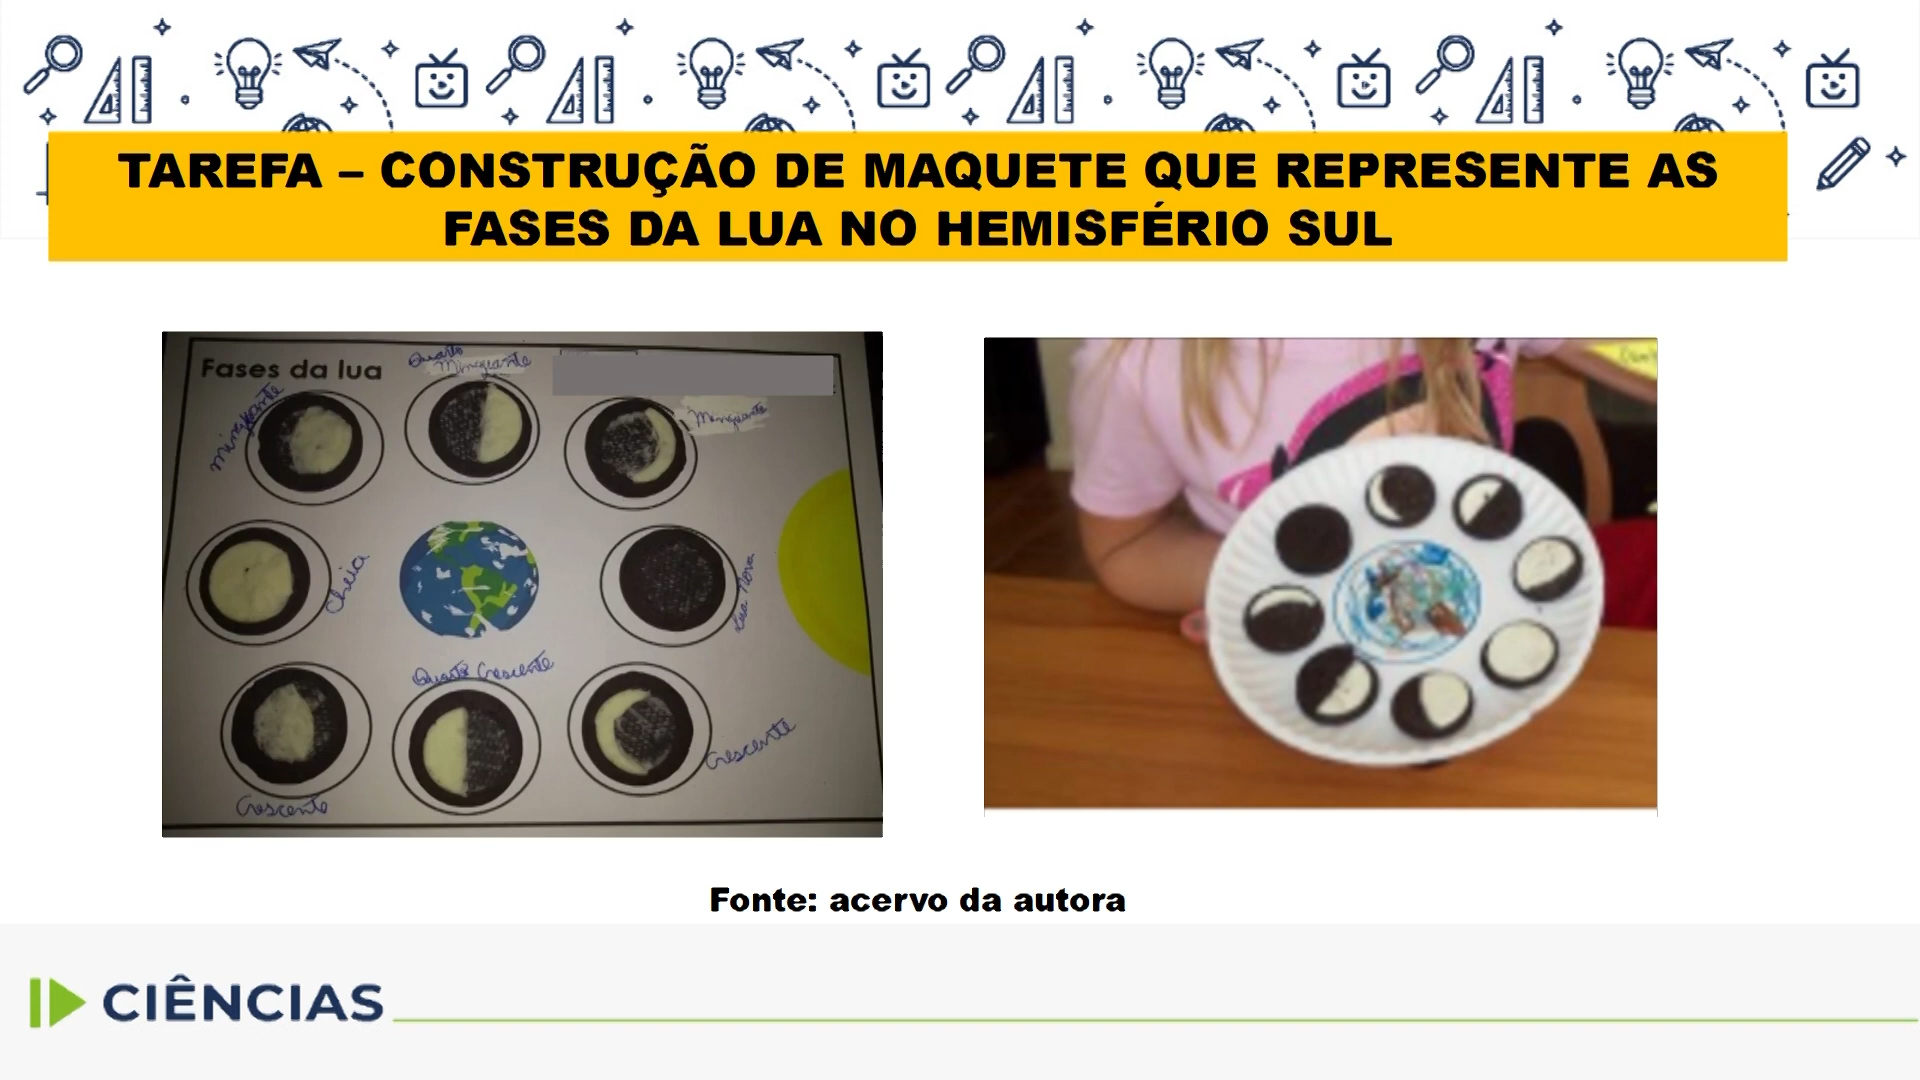 TAREFA – CONSTRUÇÃO DE MAQUETE QUE REPRESENTE AS
FASES DA LUA NO HEMISFÉRIO SUL
Fases da lua
Quarto
Minguante
Minguante
Minguante
Cheia
Lua Nova
Quarto Crescente
Crescente
Crescente
Fonte: acervo da autora
CIÊNCIAS